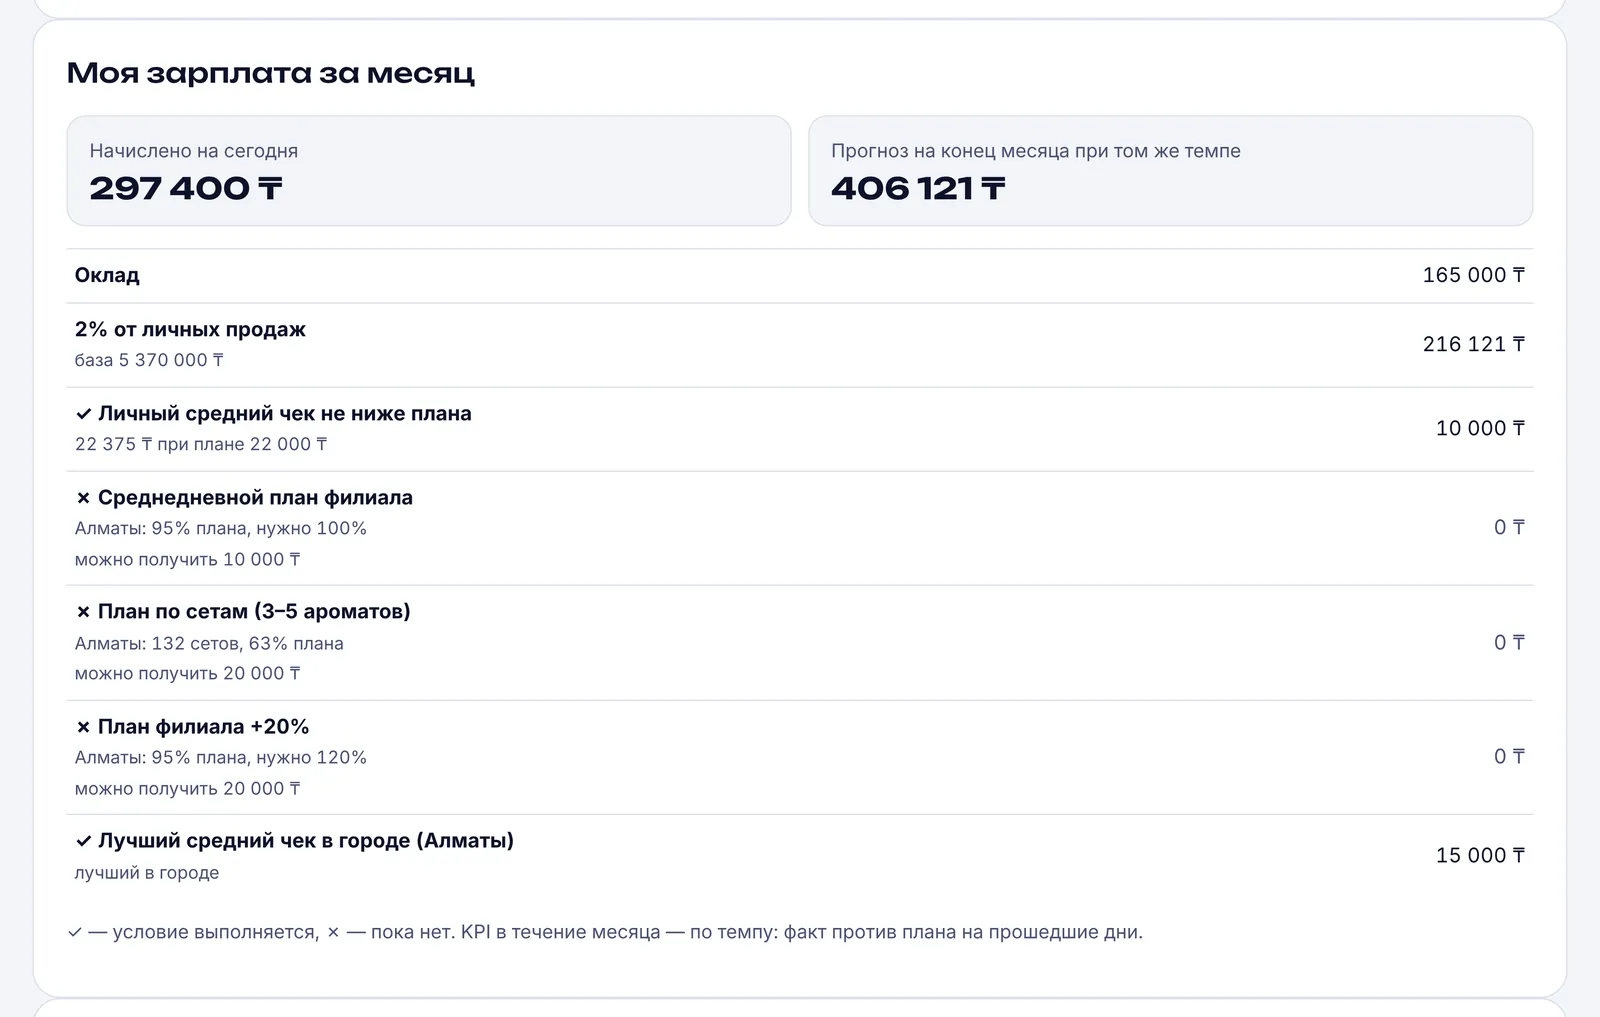 Моя зарплата за месяц
Начислено на сегодня
297 400 ₸
Прогноз на конец месяца при том же темпе
406 121 ₸
Оклад
165 000 ₸
2% от личных продаж
база 5 370 000 ₸
216 121 ₸
✓ Личный средний чек не ниже плана
22 375 ₸ при плане 22 000 ₸
10 000 ₸
× Среднедневной план филиала
Алматы: 95% плана, нужно 100%
можно получить 10 000 ₸
0 ₸
× План по сетам (3–5 ароматов)
Алматы: 132 сетов, 63% плана
можно получить 20 000 ₸
0 ₸
× План филиала +20%
Алматы: 95% плана, нужно 120%
можно получить 20 000 ₸
0 ₸
✓ Лучший средний чек в городе (Алматы)
лучший в городе
15 000 ₸
✓ — условие выполняется, × — пока нет. KPI в течение месяца — по темпу: факт против плана на прошедшие дни.